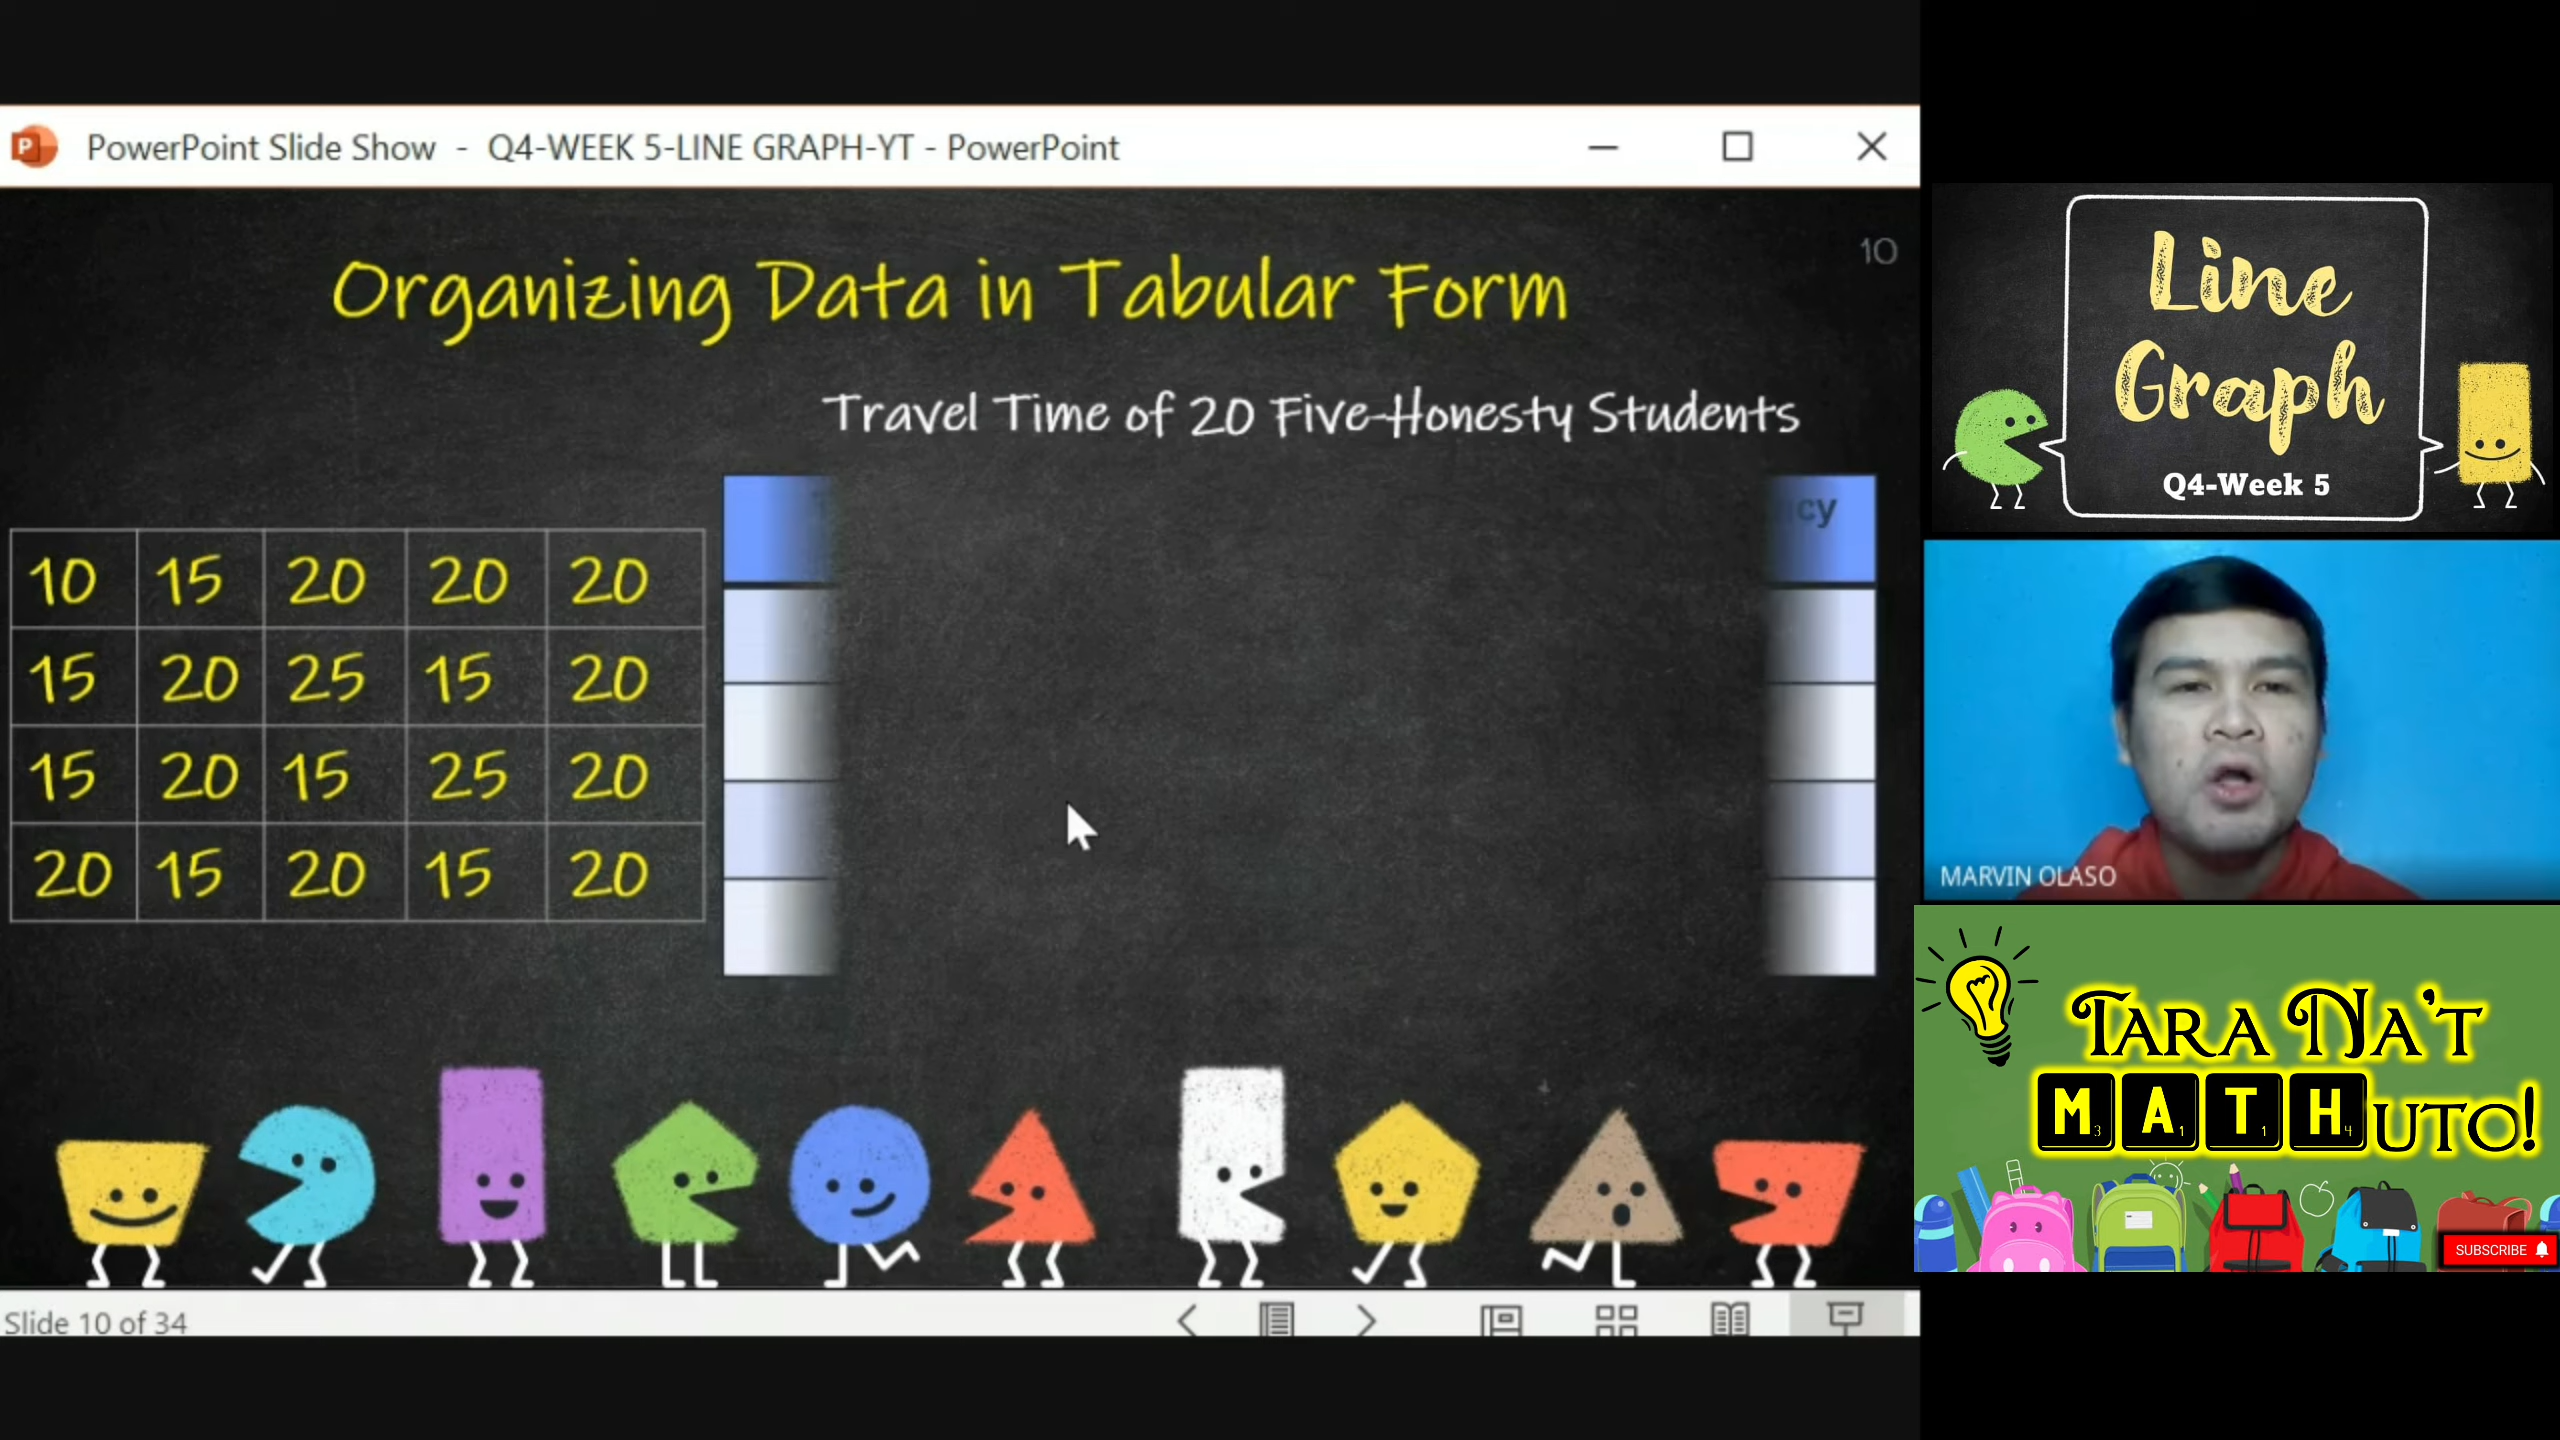 PowerPoint Slide Show - Q4-WEEK 5-LINE GRAPH-YT - PowerPoint
10
Organizing Data in Tabular Form
Travel Time of 20 Five-Honesty Students
cy
10 15 20 20 20
15 20 25 15 20
15 20 15 25 20
20 15 20 15 20
Slide 10 of 34
Line
Graph
Q4-Week 5
MARVIN OLASO
TARA NA'T
MATHUTO!
SUBSCRIBE